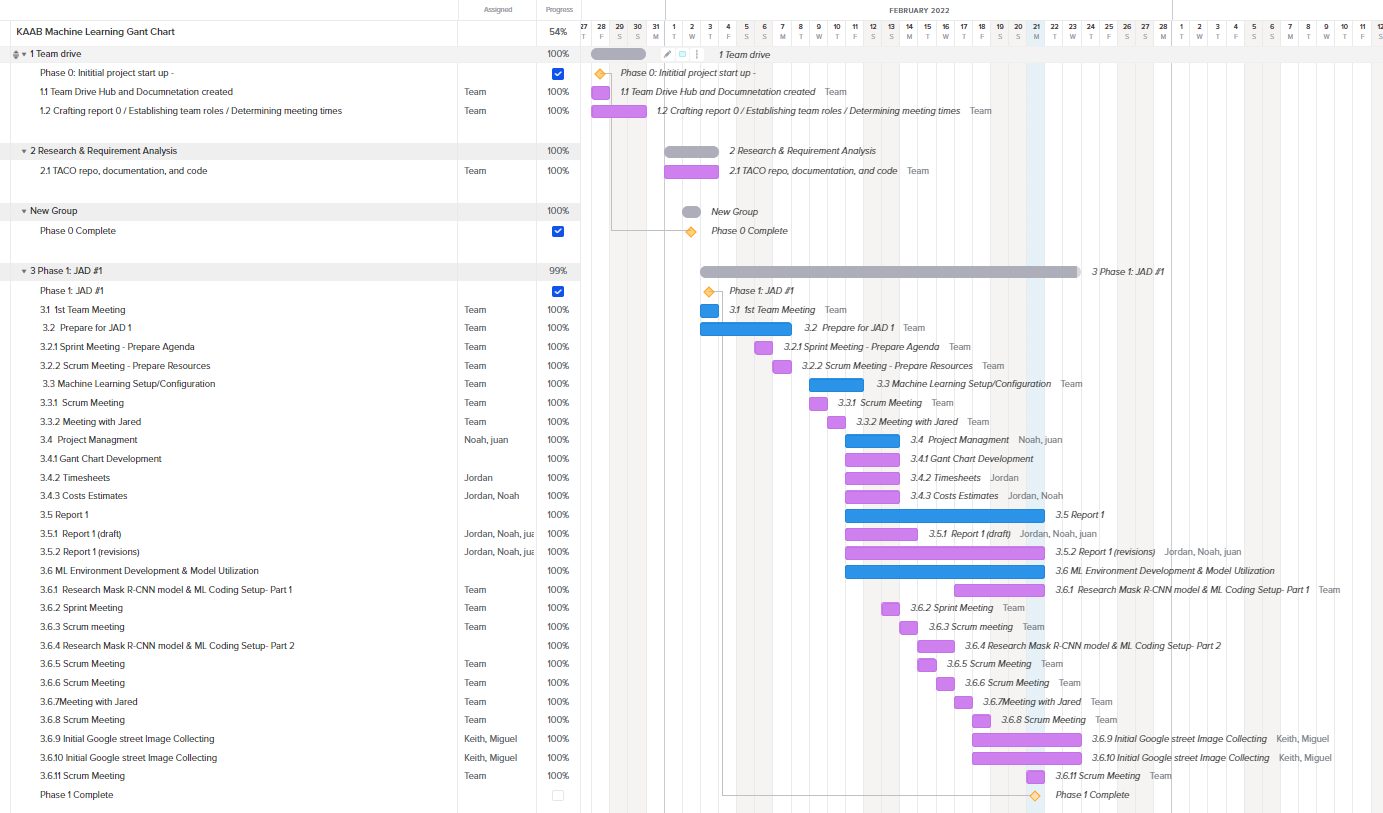 Assigned Progress FEBRUARY 2022
27 28 29 30 31 1 2 3 4 5 6 7 8 9 10 11 12 13 14 15 16 17 18 19 20 21 22 23 24 25 26 27 28 1 2 3 4 5 6 7 8 9 10 11 12
KAAB Machine Learning Gant Chart 54% T F S S M T W T F S S M T W T F S S M T W T F S S M T W T F S S M T W T F S S M T W T F S
1 Team drive 100% 1 Team drive
Phase 0: Inititial project start up - Phase 0: Inititial project start up -
1.1 Team Drive Hub and Documnetation created Team 100% 1.1 Team Drive Hub and Documnetation created Team
1.2 Crafting report 0 / Establishing team roles / Determining meeting times Team 100% 1.2 Crafting report 0 / Establishing team roles / Determining meeting times Team
2 Research & Requirement Analysis 100% 2 Research & Requirement Analysis
2.1 TACO repo, documentation, and code Team 100% 2.1 TACO repo, documentation, and code Team
New Group 100% New Group
Phase 0 Complete Phase 0 Complete
3 Phase 1: JAD #1 99% 3 Phase 1: JAD #1
Phase 1: JAD #1 Phase 1: JAD #1
3.1 1st Team Meeting Team 100% 3.1 1st Team Meeting Team
3.2 Prepare for JAD 1 Team 100% 3.2 Prepare for JAD 1 Team
3.2.1 Sprint Meeting - Prepare Agenda Team 100% 3.2.1 Sprint Meeting - Prepare Agenda Team
3.2.2 Scrum Meeting - Prepare Resources Team 100% 3.2.2 Scrum Meeting - Prepare Resources Team
3.3 Machine Learning Setup/Configuration Team 100% 3.3 Machine Learning Setup/Configuration Team
3.3.1 Scrum Meeting Team 100% 3.3.1 Scrum Meeting Team
3.3.2 Meeting with Jared Team 100% 3.3.2 Meeting with Jared Team
3.4 Project Managment Noah, juan 100% 3.4 Project Managment Noah, juan
3.4.1 Gant Chart Development 100% 3.4.1 Gant Chart Development
3.4.2 Timesheets Jordan 100% 3.4.2 Timesheets Jordan
3.4.3 Costs Estimates Jordan, Noah 100% 3.4.3 Costs Estimates Jordan, Noah
3.5 Report 1 100% 3.5 Report 1
3.5.1 Report 1 (draft) Jordan, Noah, jua 100% 3.5.1 Report 1 (draft) Jordan, Noah, juan
3.5.2 Report 1 (revisions) Jordan, Noah, jua 100% 3.5.2 Report 1 (revisions) Jordan, Noah, juan
3.6 ML Environment Development & Model Utilization 100% 3.6 ML Environment Development & Model Utilization
3.6.1 Research Mask R-CNN model & ML Coding Setup- Part 1 Team 100% 3.6.1 Research Mask R-CNN model & ML Coding Setup- Part 1 Team
3.6.2 Sprint Meeting Team 100% 3.6.2 Sprint Meeting Team
3.6.3 Scrum meeting Team 100% 3.6.3 Scrum meeting Team
3.6.4 Research Mask R-CNN model & ML Coding Setup- Part 2 100% 3.6.4 Research Mask R-CNN model & ML Coding Setup- Part 2
3.6.5 Scrum Meeting Team 100% 3.6.5 Scrum Meeting Team
3.6.6 Scrum Meeting Team 100% 3.6.6 Scrum Meeting Team
3.6.7Meeting with Jared Team 100% 3.6.7Meeting with Jared Team
3.6.8 Scrum Meeting Team 100% 3.6.8 Scrum Meeting Team
3.6.9 Initial Google street Image Collecting Keith, Miguel 100% 3.6.9 Initial Google street Image Collecting Keith, Miguel
3.6.10 Initial Google street Image Collecting Keith, Miguel 100% 3.6.10 Initial Google street Image Collecting Keith, Miguel
3.6.11 Scrum Meeting Team 100% 3.6.11 Scrum Meeting Team
Phase 1 Complete Phase 1 Complete